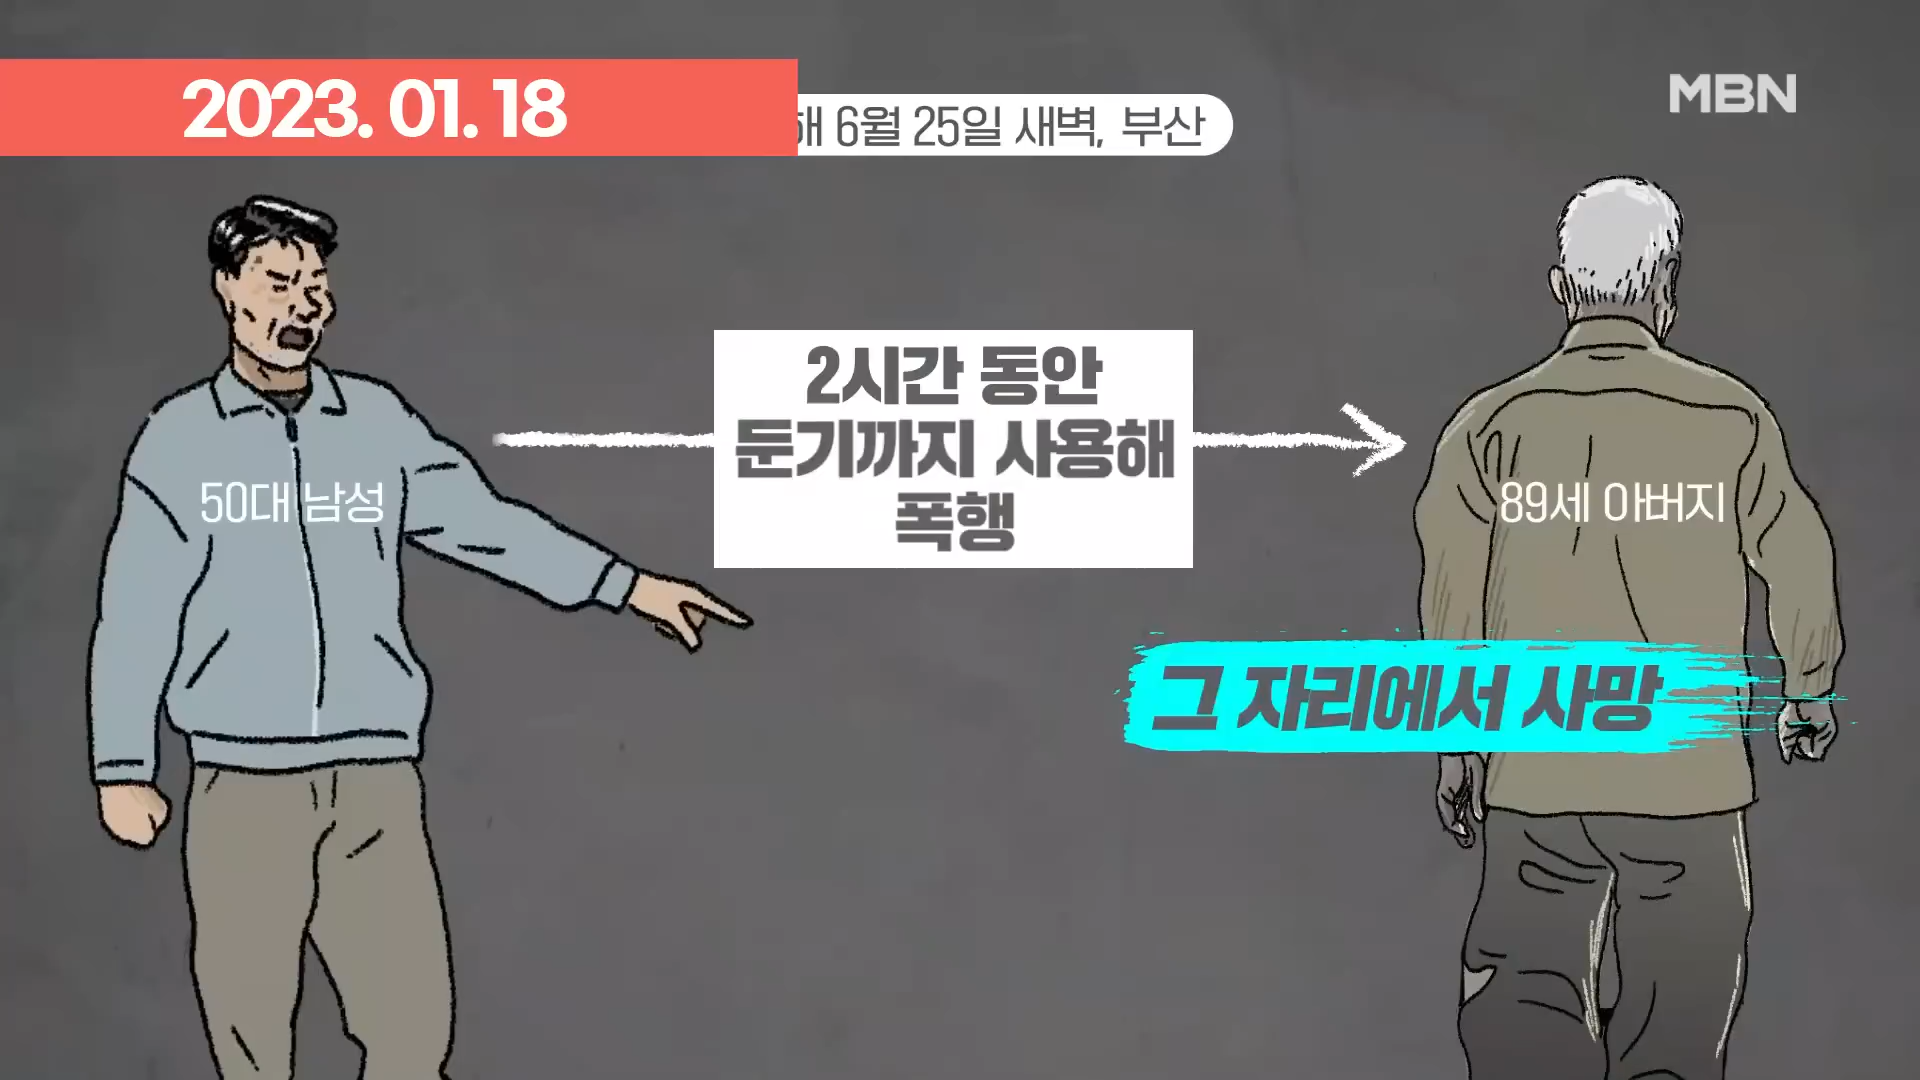 2023. 01. 18
MBN
해 6월 25일 새벽, 부산
2시간 동안
둔기까지 사용해
폭행
50대 남성
89세 아버지
그 자리에서 사망